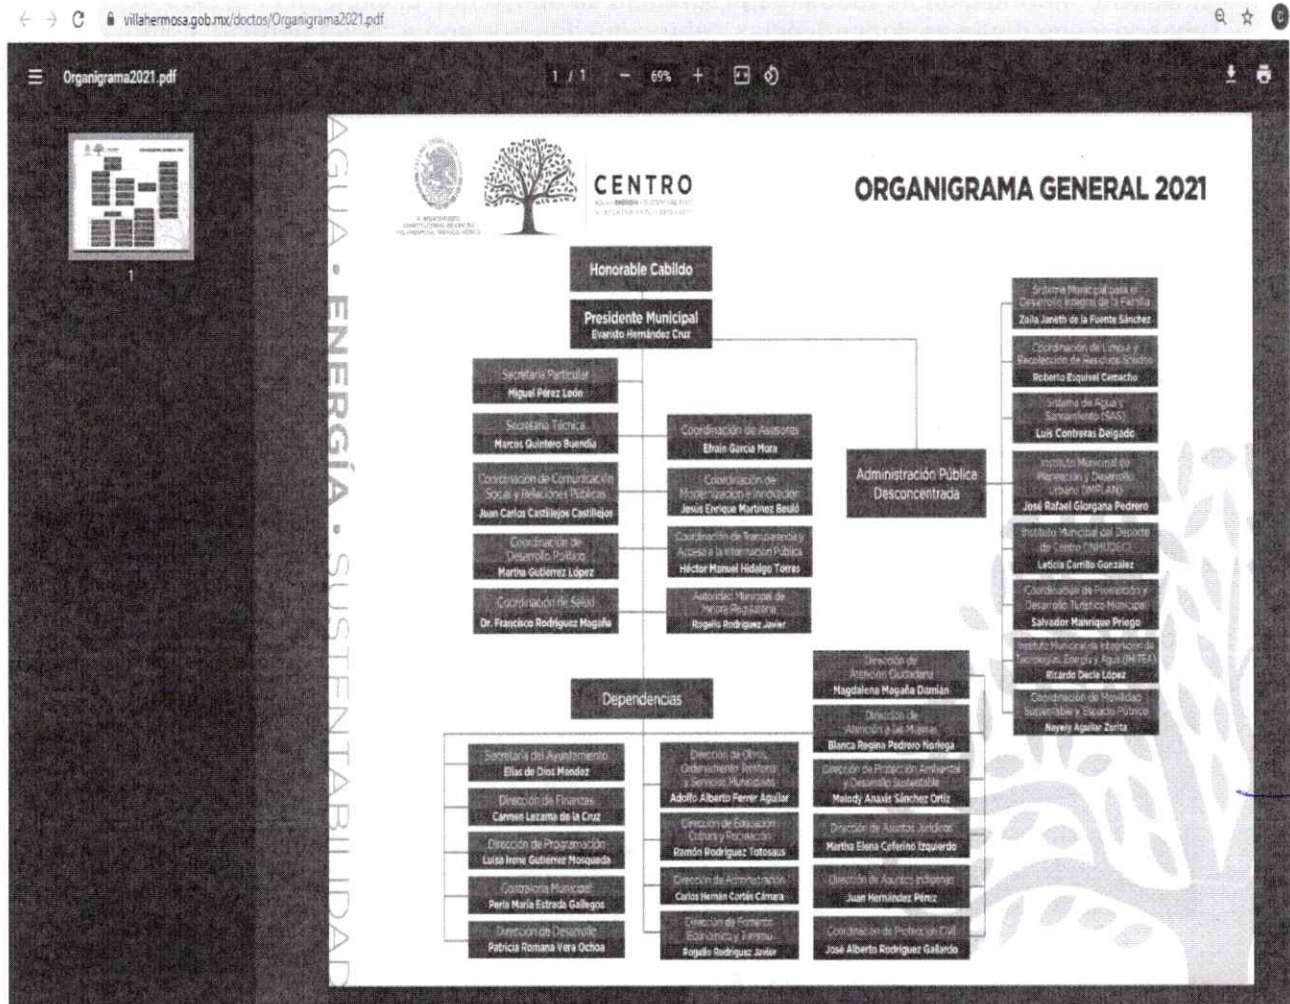 villahermosa.gob.mx/doctos/Organigrama2021.pdf
Organigrama2021.pdf
1 / 1
69%
1
AGUA • ENERGÍA • SUSTENTABILIDAD
CENTRO
ORGANIGRAMA GENERAL 2021
Honorable Cabildo
Presidente Municipal
Evaristo Hernández Cruz
Secretaría Particular
Miguel Pérez León
Secretaría Técnica
Marcos Quintero Buendía
Coordinación de Comunicación
Social y Relaciones Públicas
Juan Carlos Castillejos Castillejos
Coordinación de
Desarrollo Político
Martha Gutiérrez López
Coordinación de Salud
Dr. Francisco Rodríguez Magaña
Coordinación de Asesores
Efraín García Mora
Coordinación de
Modernización e Innovación
Jesús Enrique Martínez Beuló
Coordinación de Transparencia y
Acceso a la Información Pública
Héctor Manuel Hidalgo Torres
Autoridad Municipal de
Mejora Regulatoria
Rogelio Rodríguez Javier
Administración Pública
Desconcentrada
Sistema Municipal para el
Desarrollo Integral de la Familia
Zoila Janeth de la Fuente Sánchez
Coordinación de Limpia y
Recolección de Residuos Sólidos
Roberto Esquivel Camacho
Sistema de Agua y
Saneamiento (SAS)
Luis Contreras Delgado
Instituto Municipal de
Planeación y Desarrollo
Urbano (IMPLAN)
José Rafael Giorgana Pedrero
Instituto Municipal del Deporte
de Centro (INMUDEC)
Leticia Carrillo González
Coordinación de Promoción y
Desarrollo Turístico Municipal
Salvador Manrique Priego
Instituto Municipal de Integración de
Tecnologías, Energía y Agua (IMITEA)
Ricardo Decle López
Coordinación de Movilidad
Sustentable y Espacio Público
Nayely Aguilar Zurita
Dependencias
Secretaría del Ayuntamiento
Elías de Dios Mendez
Dirección de Finanzas
Carmen Lezama de la Cruz
Dirección de Programación
Luisa Irene Gutiérrez Mosqueda
Contraloría Municipal
Perla María Estrada Gallegos
Dirección de Desarrollo
Patricia Romana Vera Ochoa
Dirección de Obras,
Ordenamiento Territorial
y Servicios Municipales
Adolfo Alberto Ferrer Aguilar
Dirección de Educación
Cultura y Recreación
Ramón Rodríguez Totosaus
Dirección de Administración
Carlos Hernán Cortés Cámara
Dirección de Fomento
Económico y Turismo
Rogelio Rodríguez Javier
Dirección de
Atención Ciudadana
Magdalena Magaña Damián
Dirección de
Atención a las Mujeres
Blanca Regina Pedrero Noriega
Dirección de Protección Ambiental
y Desarrollo Sustentable
Melody Anaxis Sánchez Ortiz
Dirección de Asuntos Jurídicos
Martha Elena Ceferino Izquierdo
Dirección de Asuntos Indígenas
Juan Hernández Pérez
Coordinación de Protección Civil
José Alberto Rodríguez Gallardo